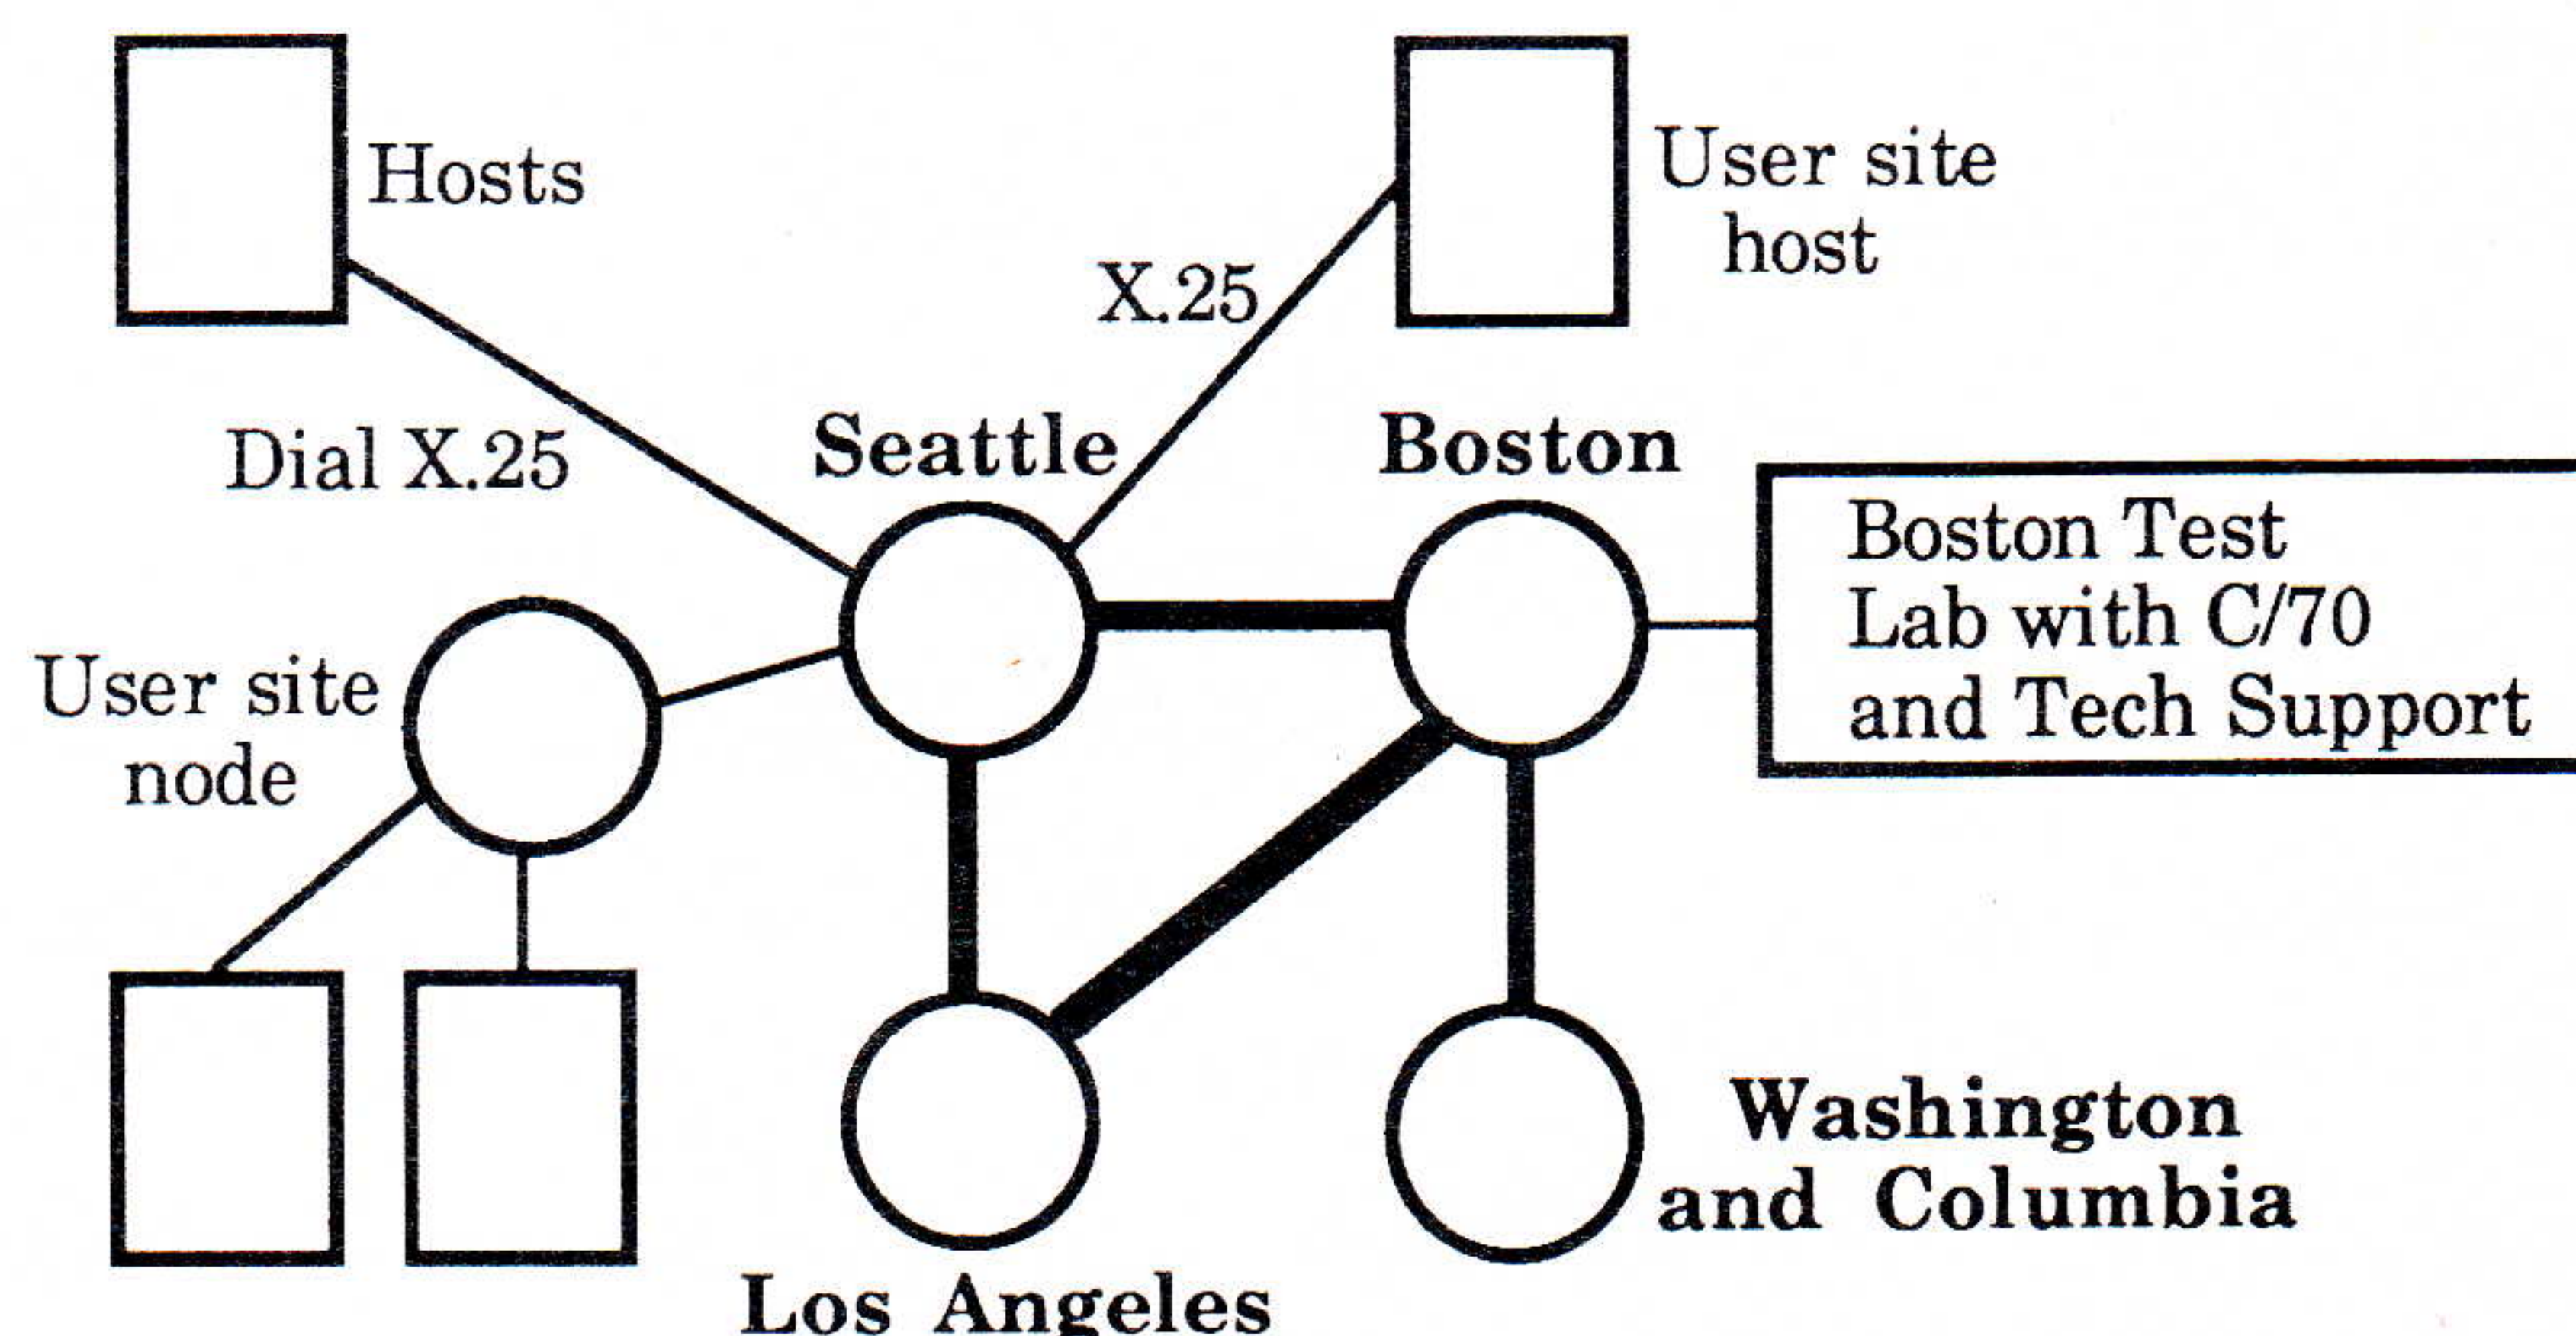 Hosts
User site
host
X.25
Dial X.25
Seattle
Boston
Boston Test
Lab with C/70
and Tech Support
User site
node
Washington
and Columbia
Los Angeles